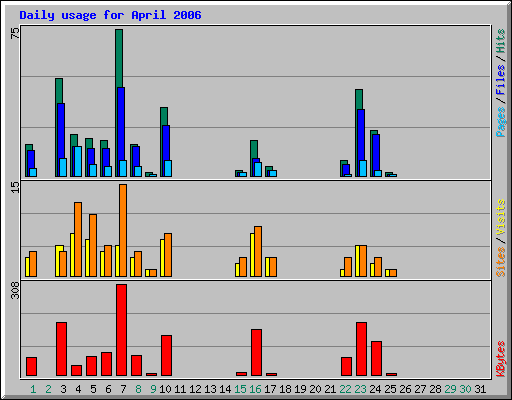 Daily usage for April 2006
75
Pages / Files / Hits
15
Sites / Visits
308
KBytes
1 2 3 4 5 6 7 8 9 10 11 12 13 14 15 16 17 18 19 20 21 22 23 24 25 26 27 28 29 30 31